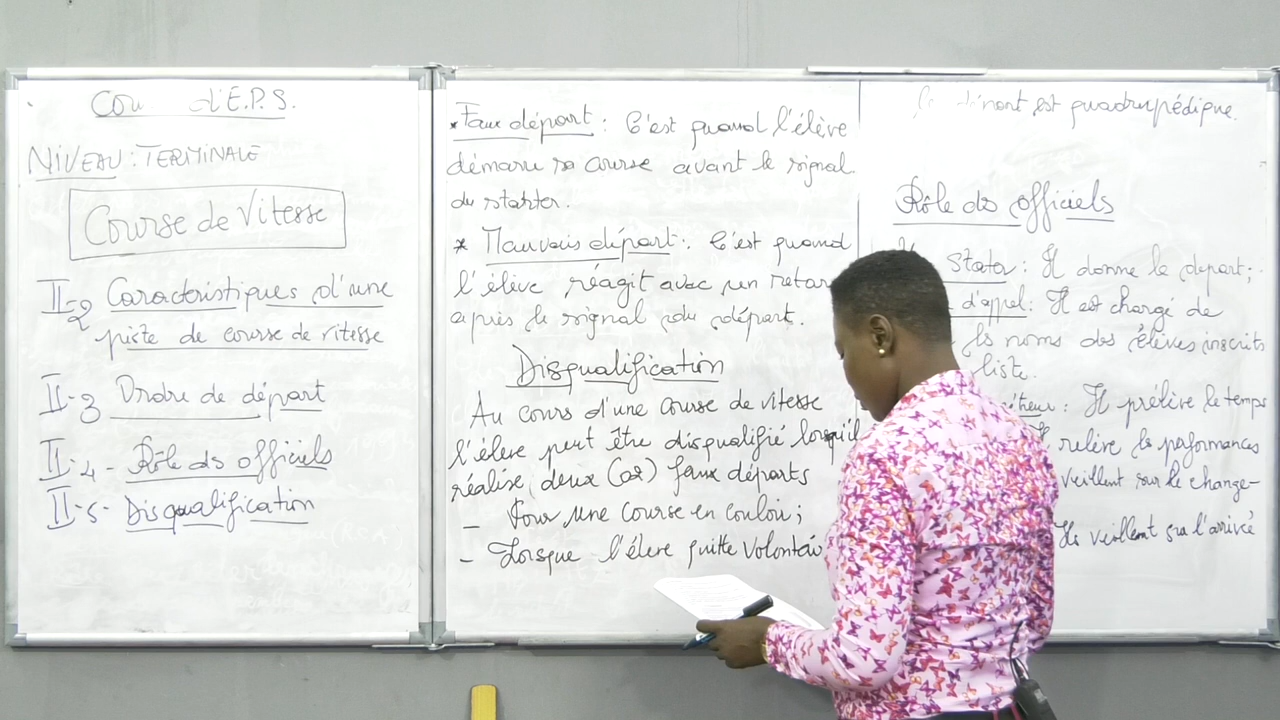 Cou d'E.P.S.
NIVEAU : TERMINALE
Course de Vitesse
II-2 Caractéristiques d'une
piste de course de vitesse
II-3 Ordre de départ
II-4 - Rôle des officiels
II-5 - Disqualification
* Faux départ : C'est quand l'élève
démarre sa course avant le signal
du starter.
* Mauvais départ : C'est quand
l'élève réagit avec un retar
après le signal du départ.
Disqualification
Au cours d'une course de vitesse
l'élève peut être disqualifié lorsqu'il
réalise deux (02) faux départs
- Pour une course en couloir ;
- Lorsque l'élève quitte volontai
est quadrupédique.
Rôle des officiels
Stater : Il donne le départ ;
d'appel : Il est chargé de
les noms des élèves inscrits
liste.
teur : Il prélève le temps
relève les performances
veillent sur le change-
Ils veillent sur l'arrivée